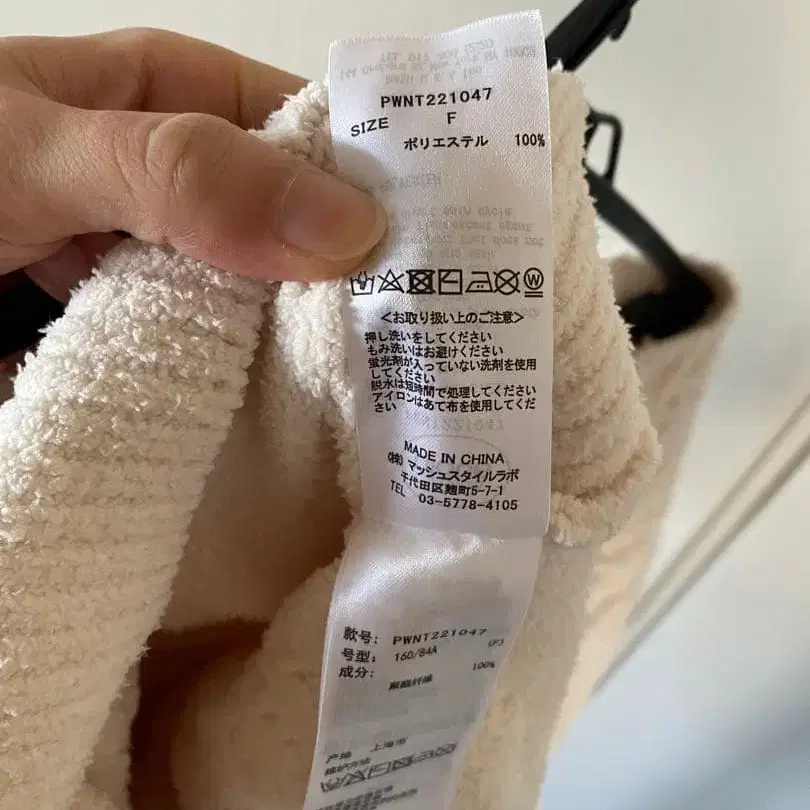 PWNT221047
SIZE F
ポリエステル 100%
<お取り扱い上のご注意>
押し洗いをしてください
もみ洗いはお避けください
蛍光剤が入っていない洗剤を使用
してください
脱水は短時間で処理してください
アイロンはあて布を使用してくだ
さい
MADE IN CHINA
(株) マッシュスタイルラボ
千代田区麹町5-7-1
TEL 03-5778-4105
款号: PWNT221047
号型: 160/84A (F)
成分: 100%
聚酯纤维
产地 上海市
维护方法